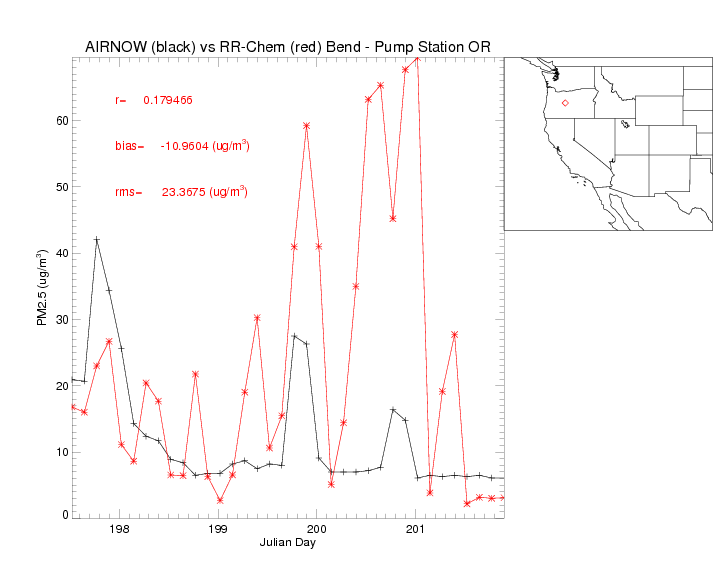 AIRNOW (black) vs RR-Chem (red) Bend - Pump Station OR
r= 0.179466
bias= -10.9604 (ug/m³)
rms= 23.3675 (ug/m³)
PM2.5 (ug/m³)
60
50
40
30
20
10
0
198 199 200 201
Julian Day